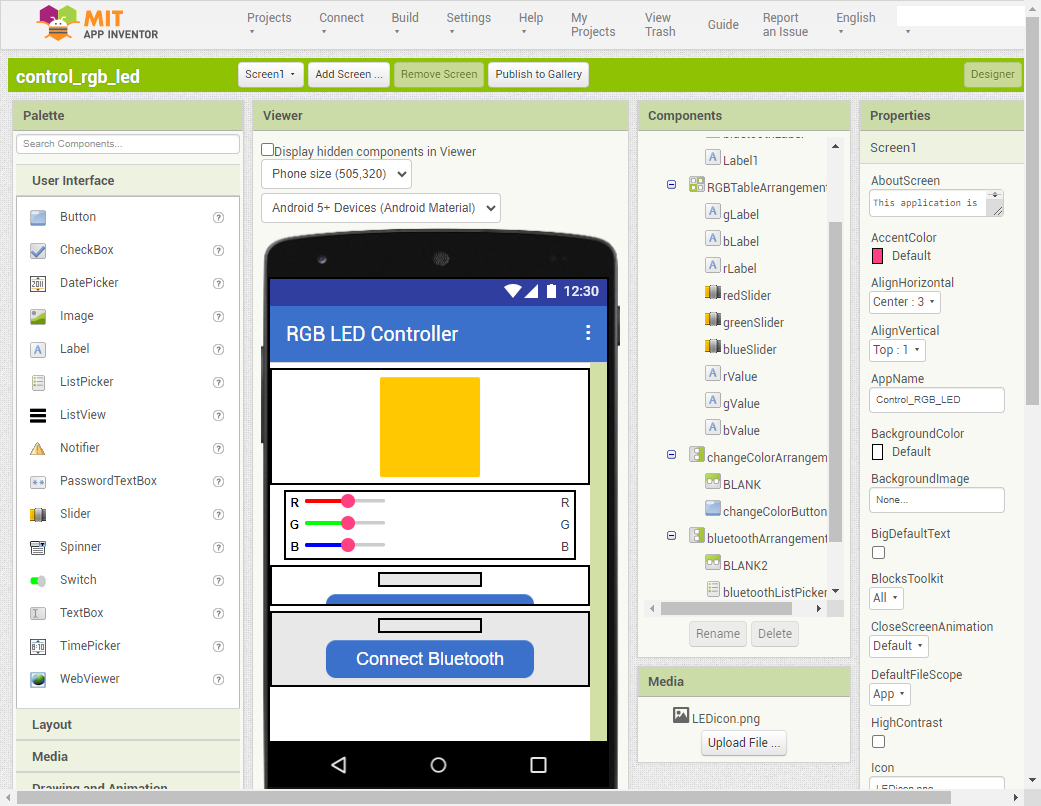 MIT
APP INVENTOR
Projects
Connect
Build
Settings
Help
My
Projects
View
Trash
Guide
Report
an Issue
English
control_rgb_led
Screen1
Add Screen ...
Remove Screen
Publish to Gallery
Designer
Palette
Search Components...
User Interface
Button
CheckBox
DatePicker
Image
Label
ListPicker
ListView
Notifier
PasswordTextBox
Slider
Spinner
Switch
TextBox
TimePicker
WebViewer
Layout
Media
Drawing and Animation
Viewer
Display hidden components in Viewer
Phone size (505,320)
Android 5+ Devices (Android Material)
12:30
RGB LED Controller
R R
G G
B B
Connect Bluetooth
Components
Label1
RGBTableArrangement
gLabel
bLabel
rLabel
redSlider
greenSlider
blueSlider
rValue
gValue
bValue
changeColorArrangem
BLANK
changeColorButton
bluetoothArrangement
BLANK2
bluetoothListPicker
Rename
Delete
Media
LEDicon.png
Upload File ...
Properties
Screen1
AboutScreen
This application is
AccentColor
Default
AlignHorizontal
Center : 3
AlignVertical
Top : 1
AppName
Control_RGB_LED
BackgroundColor
Default
BackgroundImage
None...
BigDefaultText
BlocksToolkit
All
CloseScreenAnimation
Default
DefaultFileScope
App
HighContrast
Icon
LEDicon.png